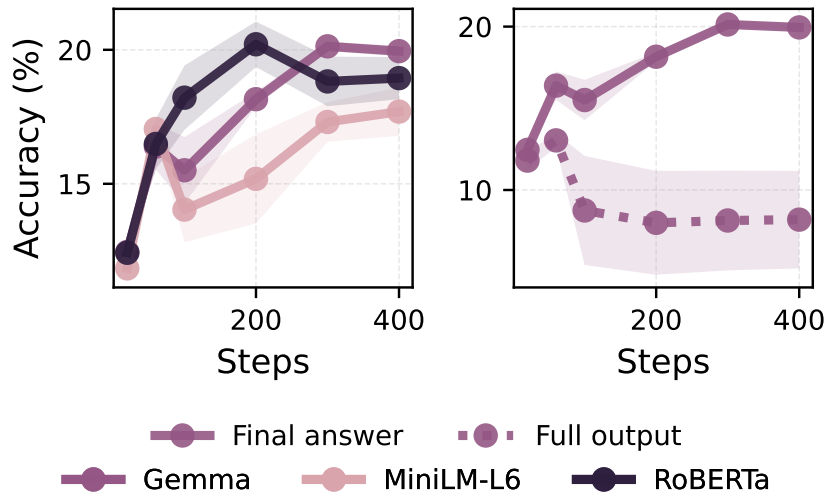 Accuracy (%)
20
15
200
400
Steps
20
10
200
400
Steps
Final answer
Full output
Gemma
MiniLM-L6
RoBERTa